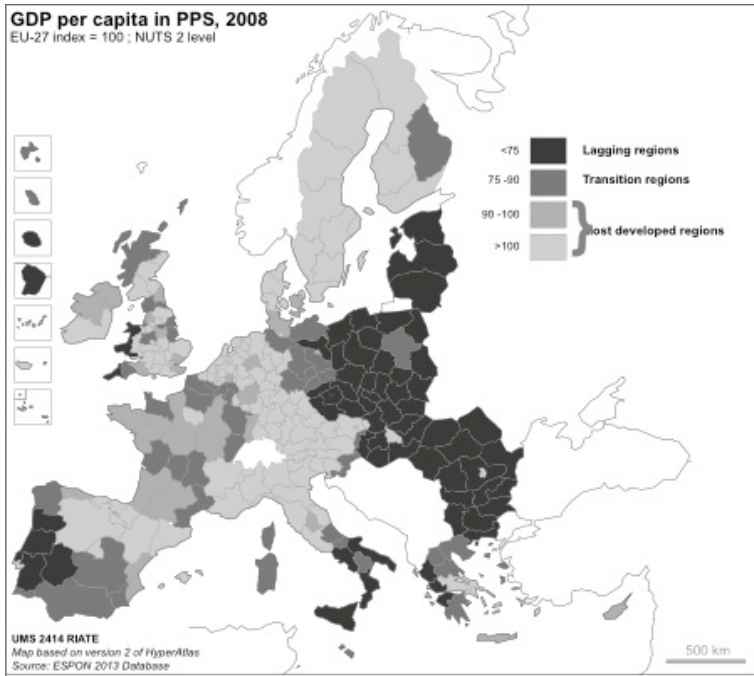 GDP per capita in PPS, 2008
EU-27 index = 100 ; NUTS 2 level
<75 Lagging regions
75 -90 Transition regions
90 -100
lost developed regions
>100
UMS 2414 RIATE
Map based on version 2 of HyperAtlas
Source: ESPON 2013 Database
500 km